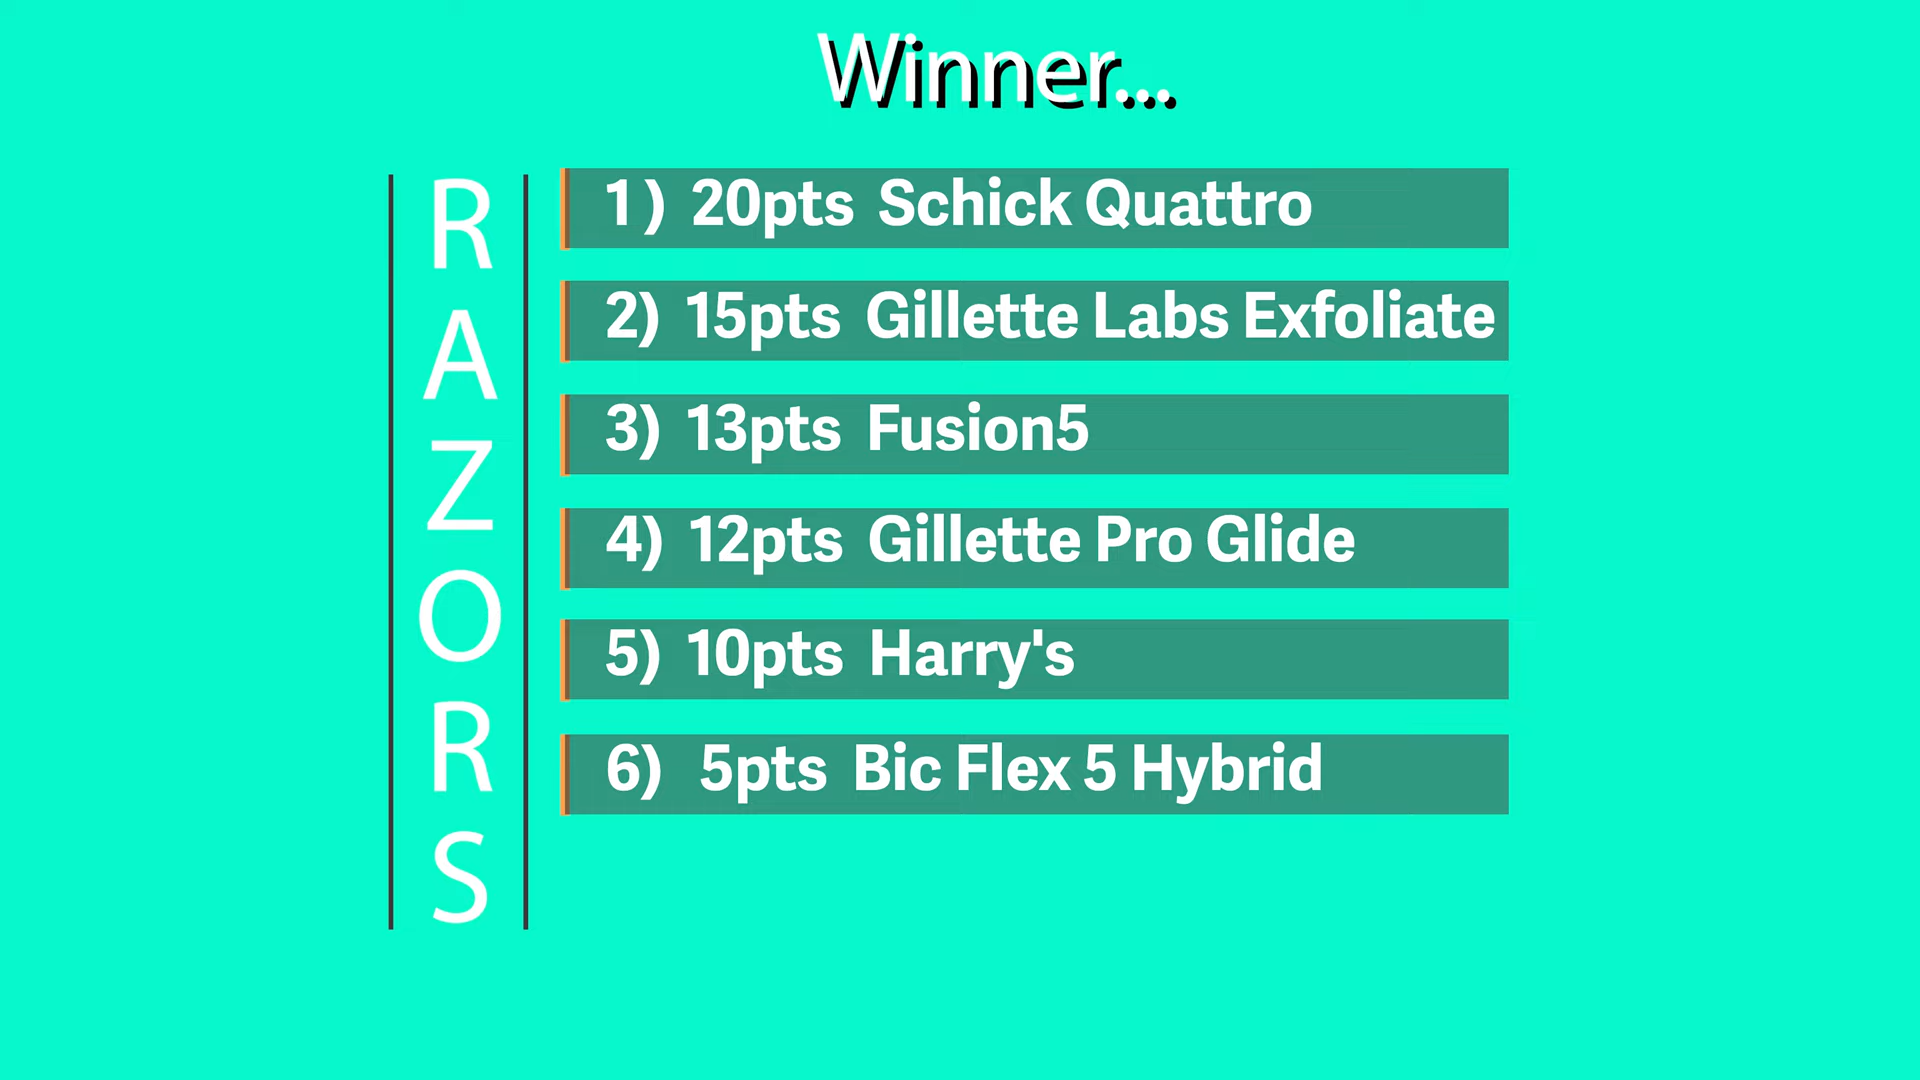 Winner...
RAZORS
1) 20pts Schick Quattro
2) 15pts Gillette Labs Exfoliate
3) 13pts Fusion5
4) 12pts Gillette Pro Glide
5) 10pts Harry's
6) 5pts Bic Flex 5 Hybrid